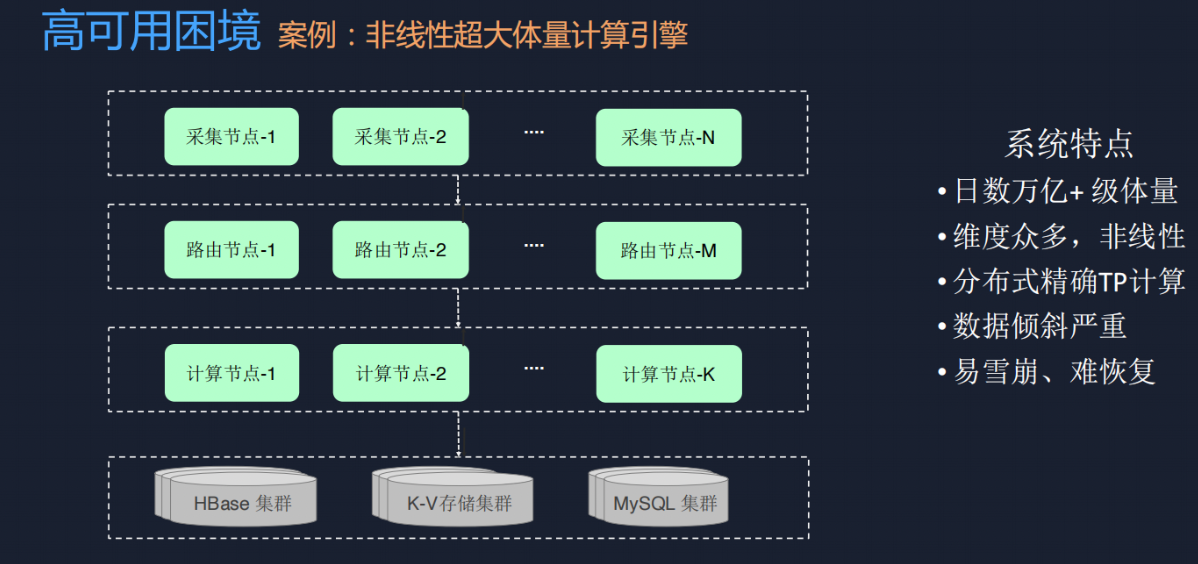 高可用困境 案例：非线性超大体量计算引擎
采集节点-1 采集节点-2 .... 采集节点-N
路由节点-1 路由节点-2 .... 路由节点-M
计算节点-1 计算节点-2 .... 计算节点-K
HBase 集群 K-V存储集群 MySQL 集群
系统特点
•日数万亿+ 级体量
•维度众多，非线性
•分布式精确TP计算
•数据倾斜严重
•易雪崩、难恢复